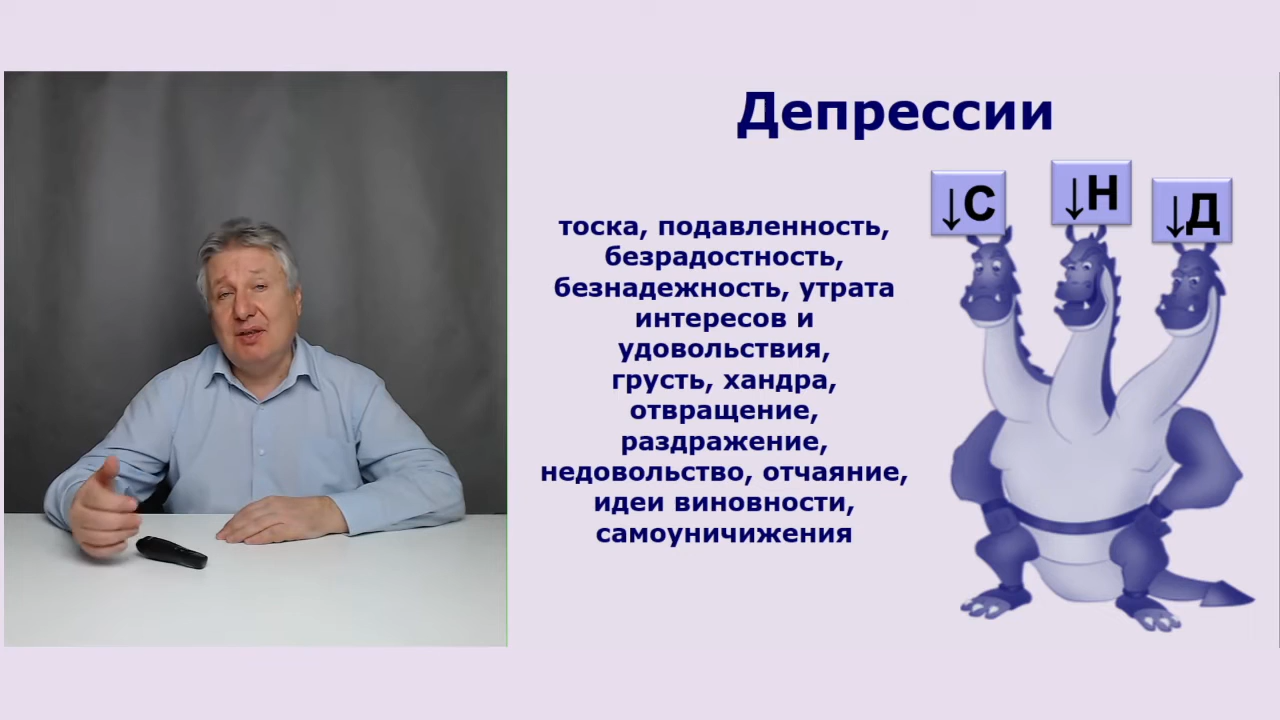 Депрессии
↓С
↓Н
↓Д
тоска, подавленность,
безрадостность,
безнадежность, утрата
интересов и
удовольствия,
грусть, хандра,
отвращение,
раздражение,
недовольство, отчаяние,
идеи виновности,
самоуничижения